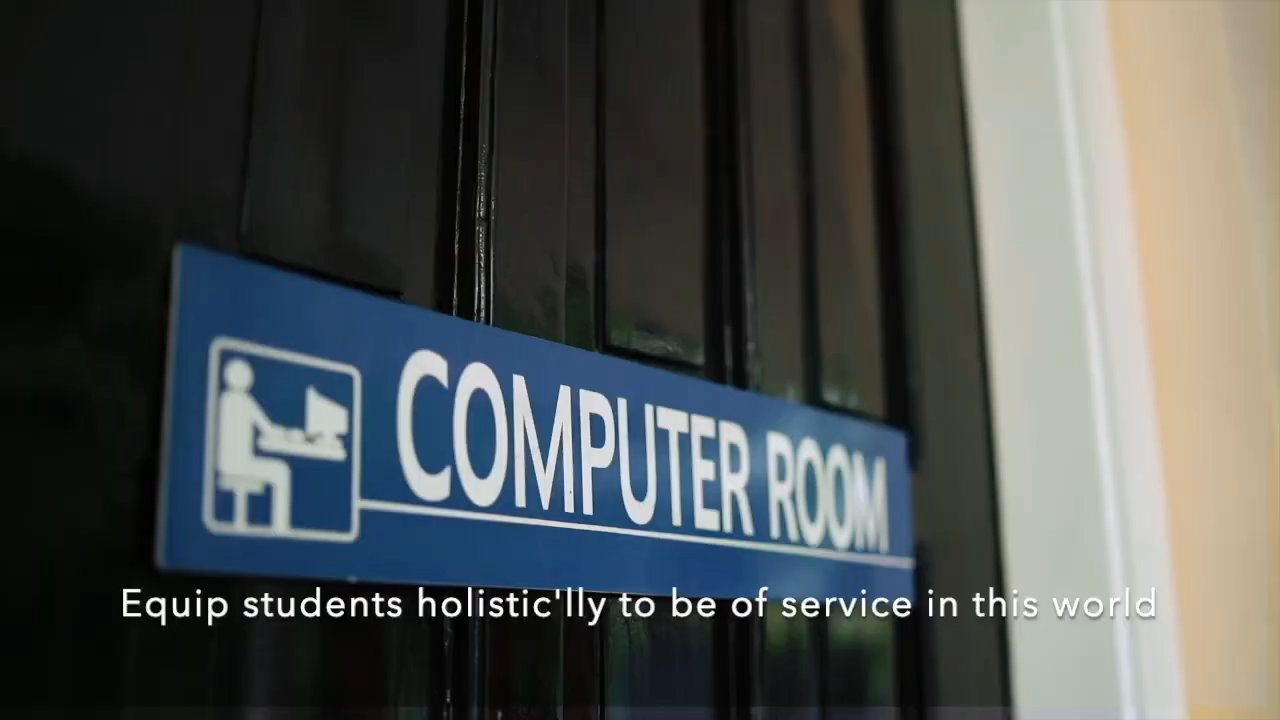 COMPUTER ROOM
Equip students holistic'lly to be of service in this world